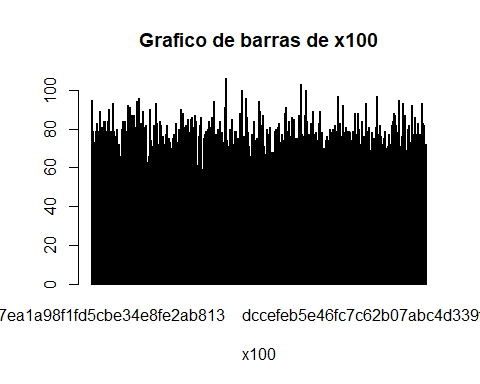 Grafico de barras de x100
100
80
60
40
20
0
7ea1a98f1fd5cbe34e8fe2ab813 dccefeb5e46fc7c62b07abc4d339
x100